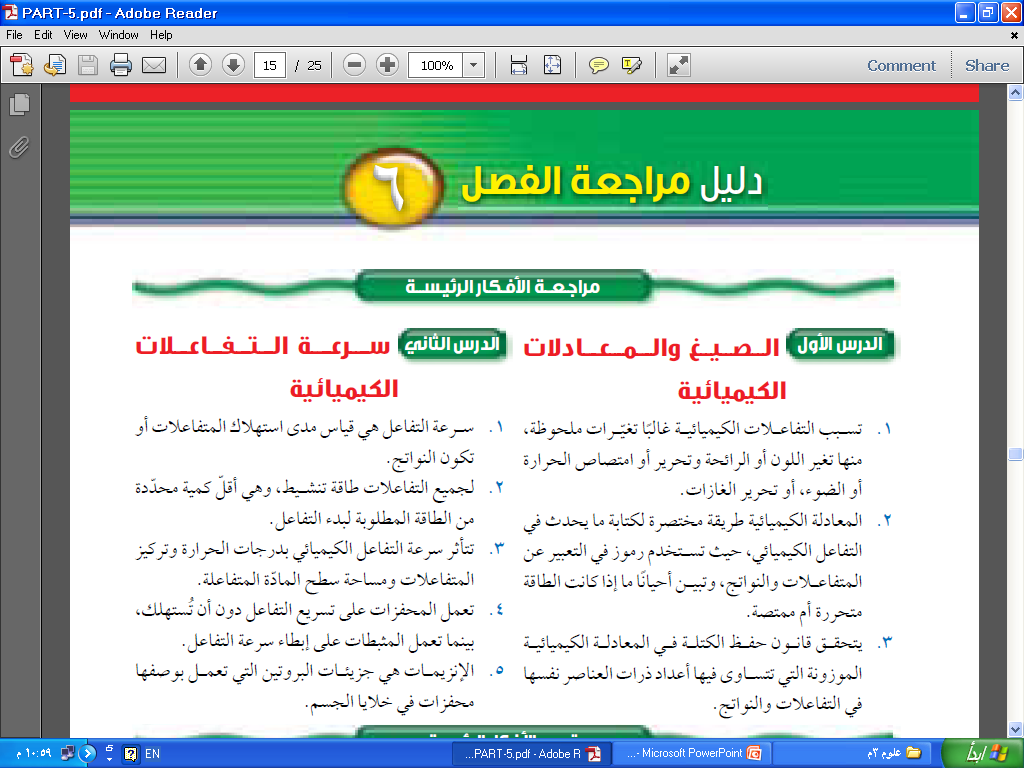 PART-5.pdf - Adobe Reader
File Edit View Window Help
15 / 25 100% Comment Share
دليل مراجعة الفصل ٦
مراجعة الأفكار الرئيسة
الدرس الأول الصيغ والمعادلات
الكيميائية
١. تسبب التفاعلات الكيميائية غالبًا تغيّرات ملحوظة،
منها تغير اللون أو الرائحة وتحرير أو امتصاص الحرارة
أو الضوء، أو تحرير الغازات.
٢. المعادلة الكيميائية طريقة مختصرة لكتابة ما يحدث في
التفاعل الكيميائي، حيث تستخدم رموز في التعبير عن
المتفاعلات والنواتج، وتبين أحيانًا ما إذا كانت الطاقة
متحررة أم ممتصة.
٣. يتحقق قانون حفظ الكتلة في المعادلة الكيميائية
الموزونة التي تتساوى فيها أعداد ذرات العناصر نفسها
في التفاعلات والنواتج.
الدرس الثاني سرعة التفاعلات
الكيميائية
١. سرعة التفاعل هي قياس مدى استهلاك المتفاعلات أو
تكون النواتج.
٢. لجميع التفاعلات طاقة تنشيط، وهي أقلّ كمية محدّدة
من الطاقة المطلوبة لبدء التفاعل.
٣. تتأثر سرعة التفاعل الكيميائي بدرجات الحرارة وتركيز
المتفاعلات ومساحة سطح المادّة المتفاعلة.
٤. تعمل المحفزات على تسريع التفاعل دون أن تُستهلك،
بينما تعمل المثبطات على إبطاء سرعة التفاعل.
٥. الإنزيمات هي جزيئات البروتين التي تعمل بوصفها
محفزات في خلايا الجسم.
ابدأ
علوم ٣م
Microsoft PowerPoint -...
PART-5.pdf - Adobe R...
EN
١٠:٥٩ م